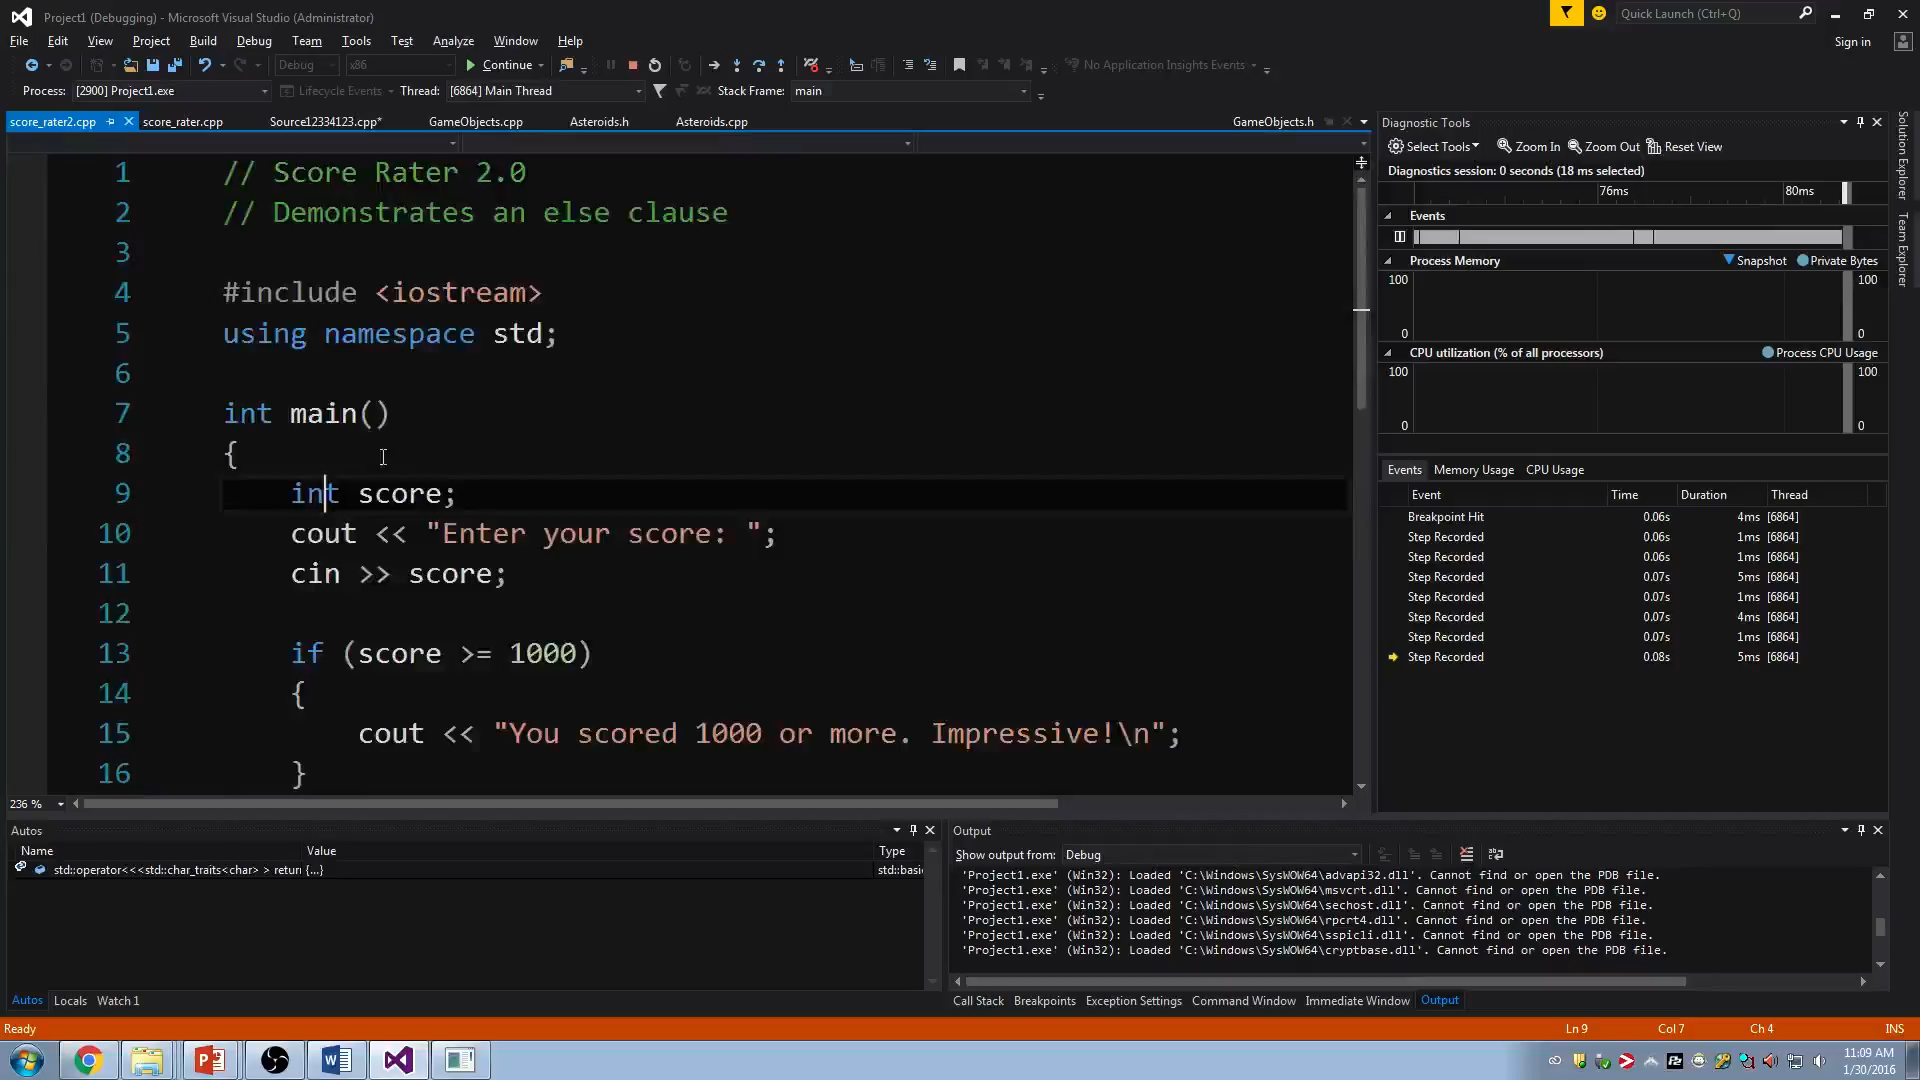 Project1 (Debugging) - Microsoft Visual Studio (Administrator)
Quick Launch (Ctrl+Q)
File Edit View Project Build Debug Team Tools Test Analyze Window Help
Sign in
Debug x86 Continue No Application Insights Events
Process: [2900] Project1.exe Lifecycle Events Thread: [6864] Main Thread Stack Frame: main
score_rater2.cpp score_rater.cpp Source12334123.cpp* GameObjects.cpp Asteroids.h Asteroids.cpp GameObjects.h
1 // Score Rater 2.0
2 // Demonstrates an else clause
3
4 #include <iostream>
5 using namespace std;
6
7 int main()
8 {
9 int score;
10 cout << "Enter your score: ";
11 cin >> score;
12
13 if (score >= 1000)
14 {
15 cout << "You scored 1000 or more. Impressive!\n";
16 }
236 %
Diagnostic Tools
Select Tools Zoom In Zoom Out Reset View
Diagnostics session: 0 seconds (18 ms selected)
76ms 80ms
Events
Process Memory Snapshot Private Bytes
100 100
0 0
CPU utilization (% of all processors) Process CPU Usage
100 100
0 0
Events Memory Usage CPU Usage
Event Time Duration Thread
Breakpoint Hit 0.06s 4ms [6864]
Step Recorded 0.06s 1ms [6864]
Step Recorded 0.06s 1ms [6864]
Step Recorded 0.07s 5ms [6864]
Step Recorded 0.07s 1ms [6864]
Step Recorded 0.07s 4ms [6864]
Step Recorded 0.07s 1ms [6864]
Step Recorded 0.08s 5ms [6864]
Solution Explorer
Team Explorer
Autos
Name Value Type
std::operator<<<std::char_traits<char> > return {...} std::basi
Autos Locals Watch 1
Output
Show output from: Debug
'Project1.exe' (Win32): Loaded 'C:\Windows\SysWOW64\advapi32.dll'. Cannot find or open the PDB file.
'Project1.exe' (Win32): Loaded 'C:\Windows\SysWOW64\msvcrt.dll'. Cannot find or open the PDB file.
'Project1.exe' (Win32): Loaded 'C:\Windows\SysWOW64\sechost.dll'. Cannot find or open the PDB file.
'Project1.exe' (Win32): Loaded 'C:\Windows\SysWOW64\rpcrt4.dll'. Cannot find or open the PDB file.
'Project1.exe' (Win32): Loaded 'C:\Windows\SysWOW64\sspicli.dll'. Cannot find or open the PDB file.
'Project1.exe' (Win32): Loaded 'C:\Windows\SysWOW64\cryptbase.dll'. Cannot find or open the PDB file.
Call Stack Breakpoints Exception Settings Command Window Immediate Window Output
Ready Ln 9 Col 7 Ch 4 INS
11:09 AM
1/30/2016